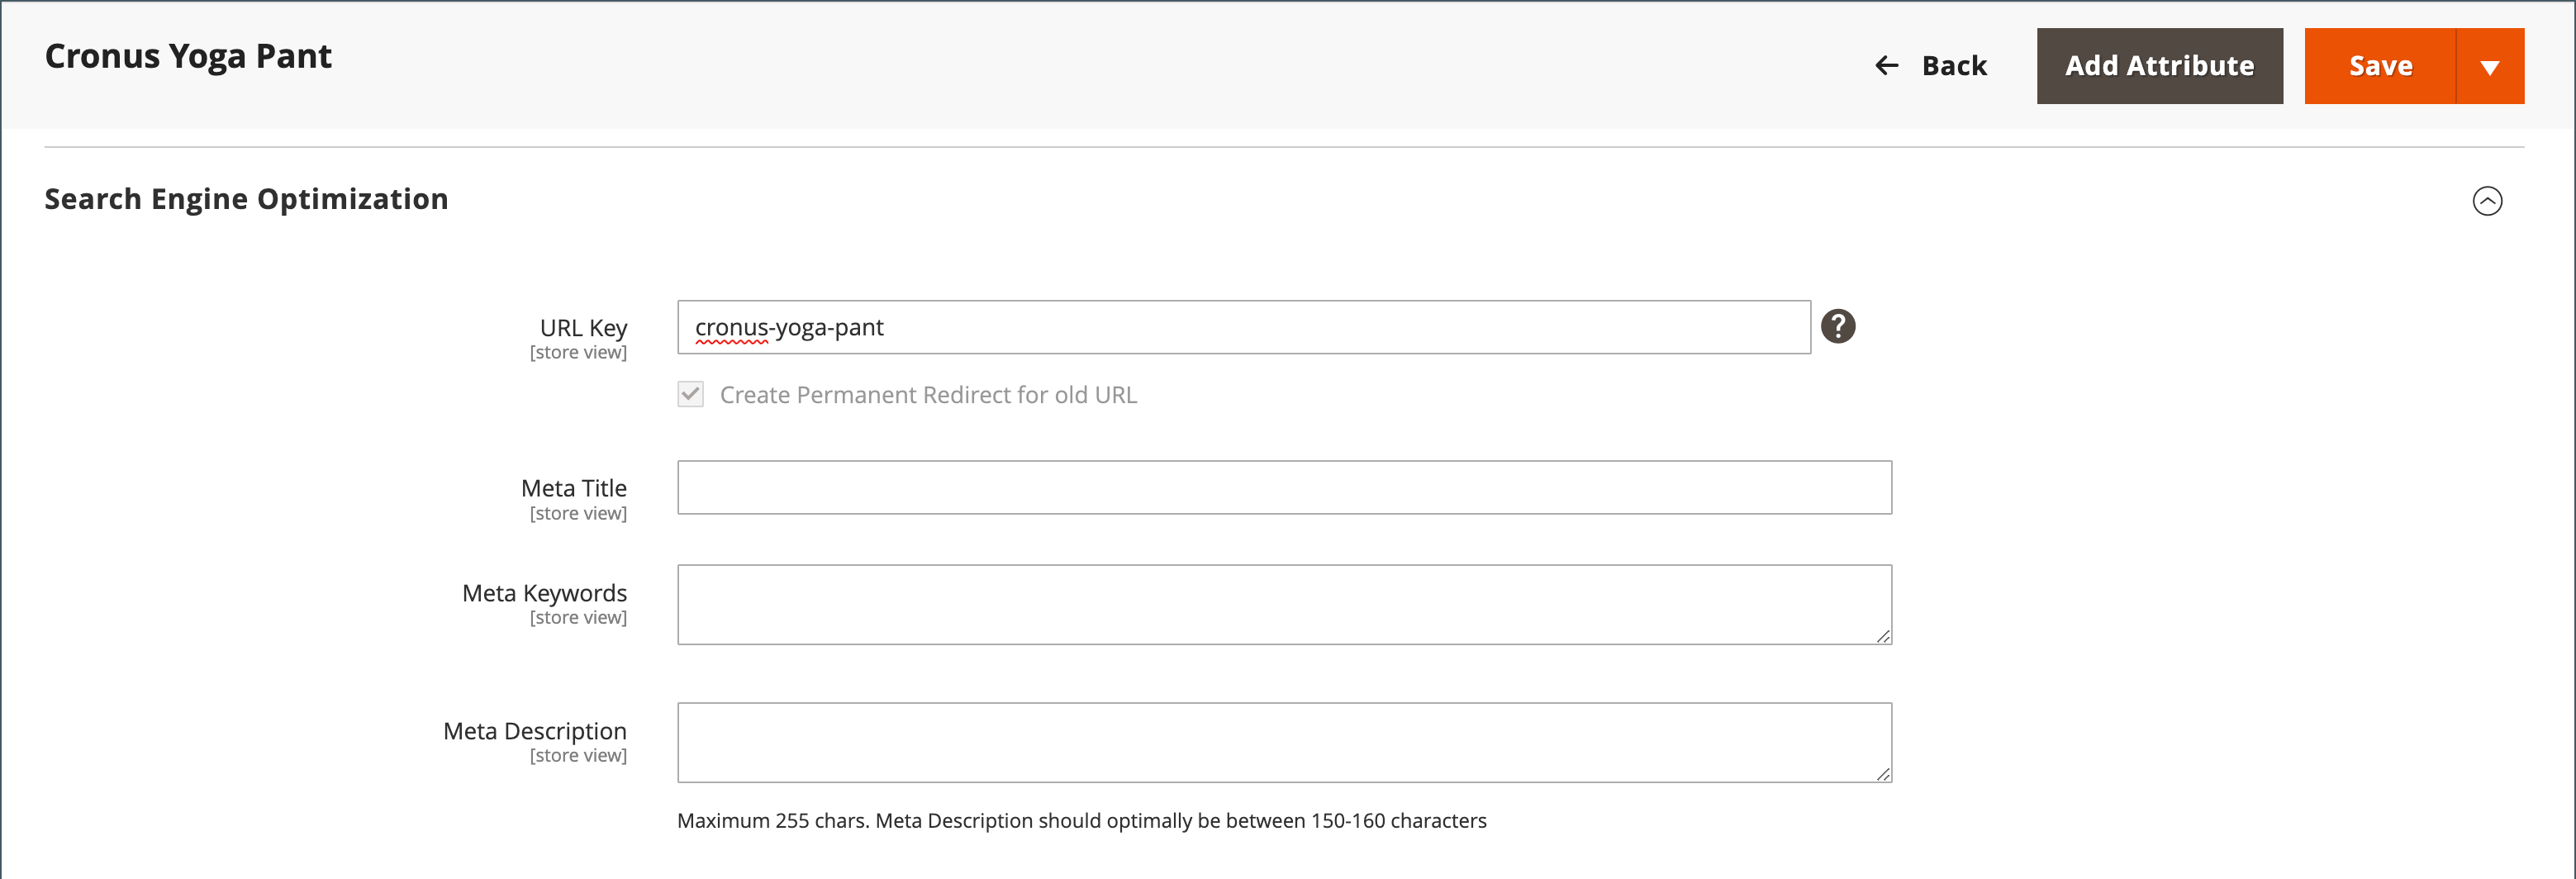 Cronus Yoga Pant
Back
Add Attribute
Save
Search Engine Optimization
URL Key
[store view]
cronus-yoga-pant
?
Create Permanent Redirect for old URL
Meta Title
[store view]
Meta Keywords
[store view]
Meta Description
[store view]
Maximum 255 chars. Meta Description should optimally be between 150-160 characters